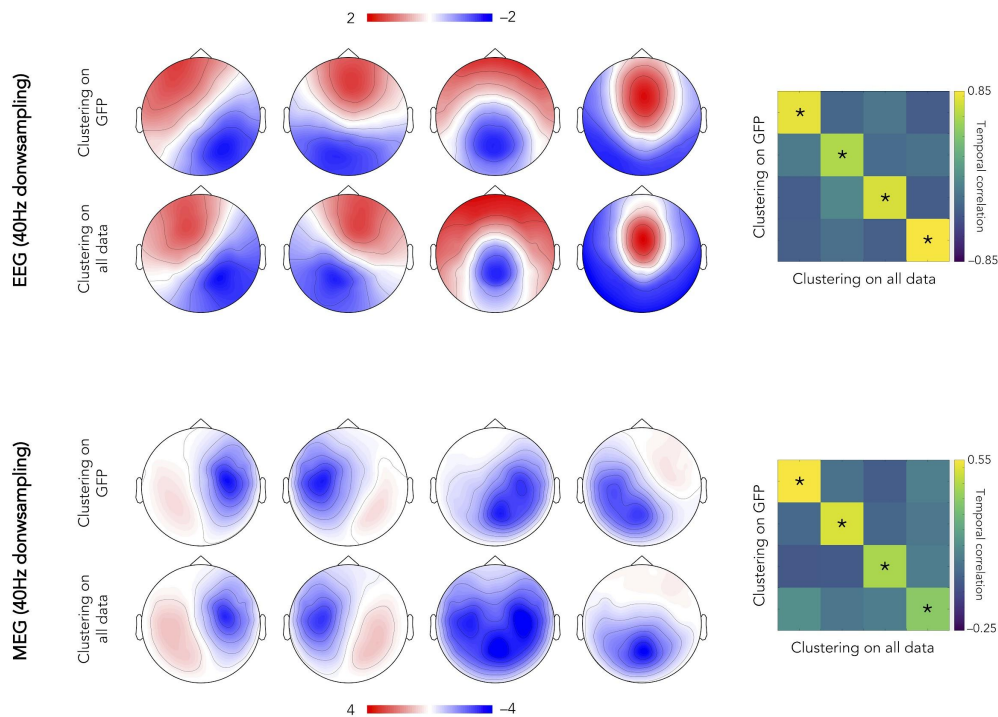 2
−2
EEG (40Hz donwsampling)
Clustering on
GFP
Clustering on
all data
Clustering on GFP
*
*
*
*
0.85
Temporal correlation
−0.85
Clustering on all data
MEG (40Hz donwsampling)
Clustering on
GFP
Clustering on
all data
Clustering on GFP
*
*
*
*
0.55
Temporal correlation
−0.25
Clustering on all data
4
−4